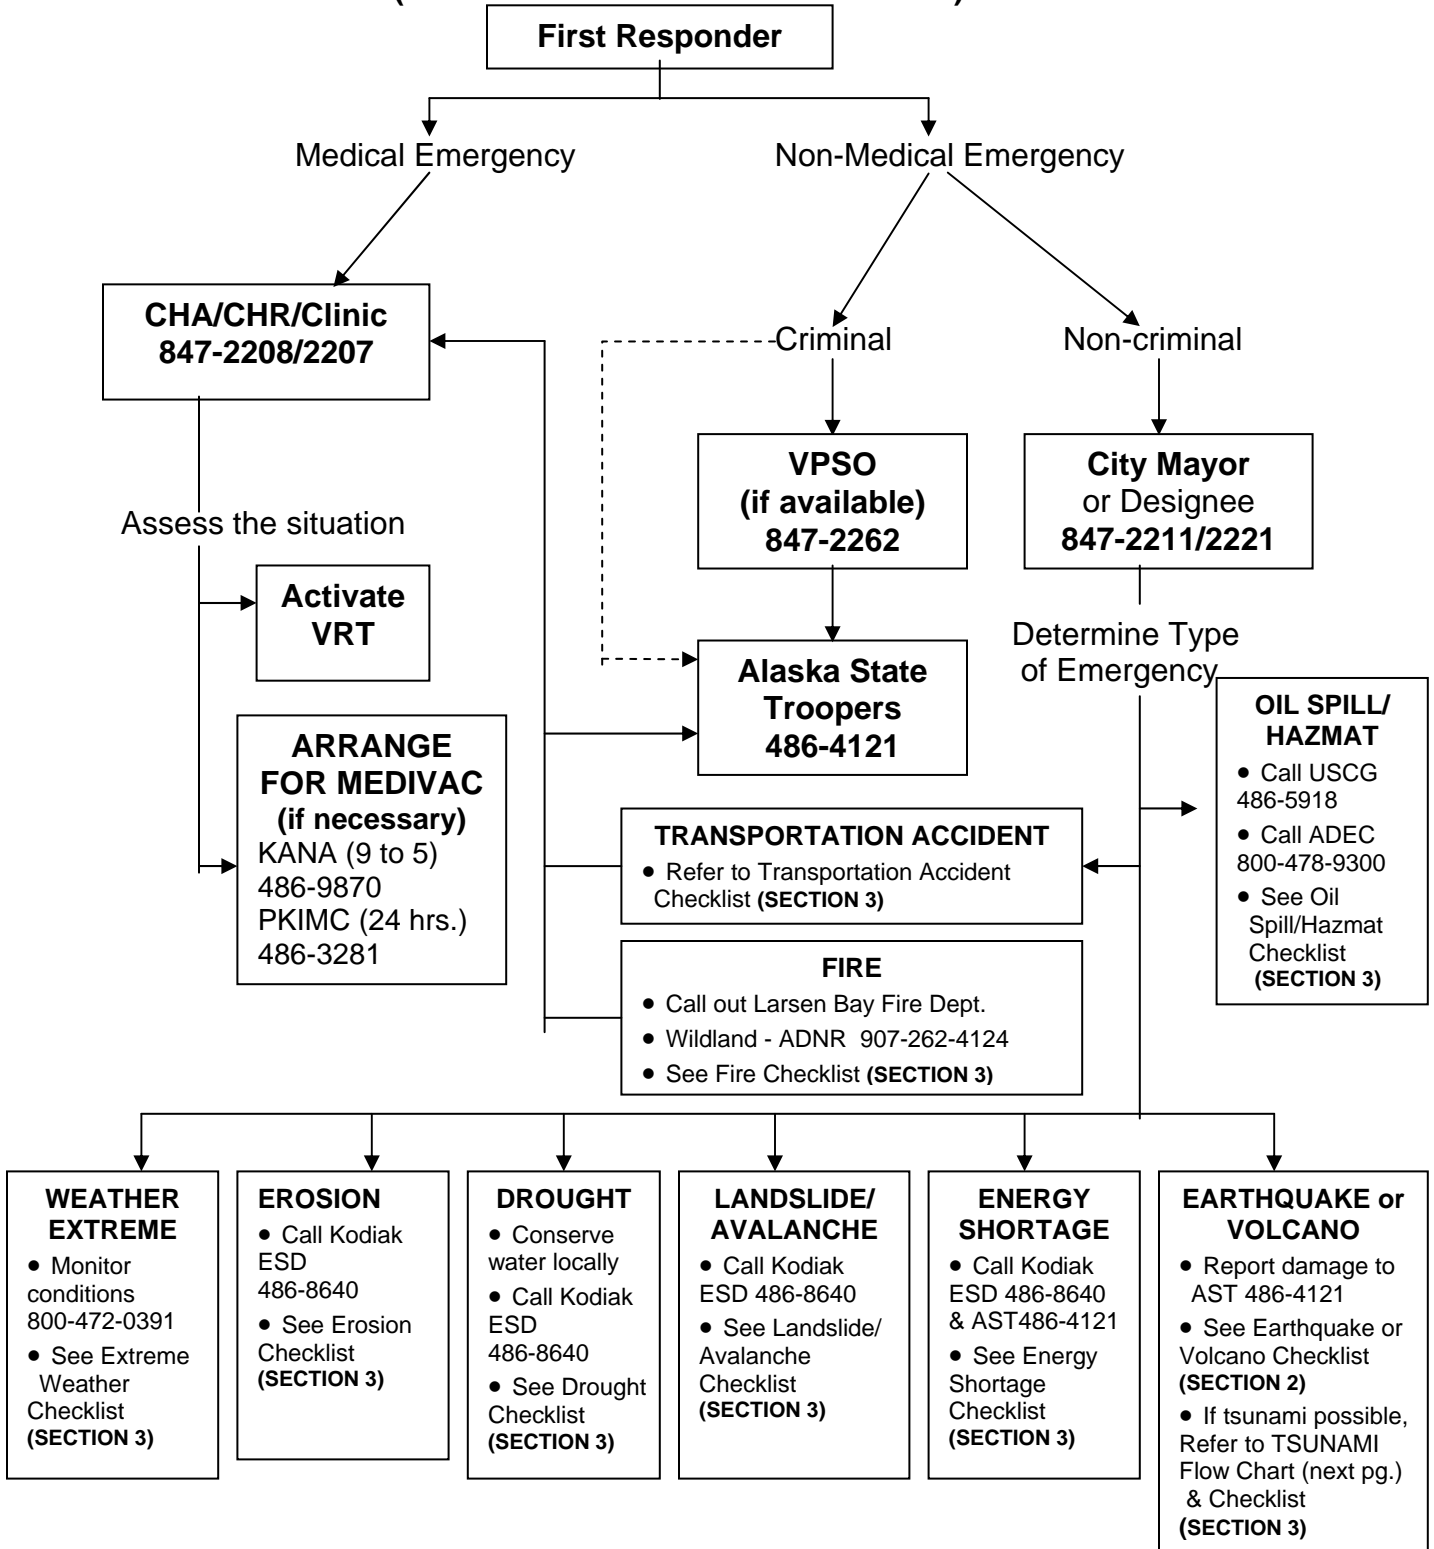 First Responder
Medical Emergency
Non-Medical Emergency
CHA/CHR/Clinic
847-2208/2207
Criminal
Non-criminal
VPSO
(if available)
847-2262
City Mayor
or Designee
847-2211/2221
Assess the situation
Activate
VRT
Determine Type
of Emergency
Alaska State
Troopers
486-4121
ARRANGE
FOR MEDIVAC
(if necessary)
KANA (9 to 5)
486-9870
PKIMC (24 hrs.)
486-3281
OIL SPILL/
HAZMAT
• Call USCG
486-5918
• Call ADEC
800-478-9300
• See Oil
Spill/Hazmat
Checklist
(SECTION 3)
TRANSPORTATION ACCIDENT
• Refer to Transportation Accident
Checklist (SECTION 3)
FIRE
• Call out Larsen Bay Fire Dept.
• Wildland - ADNR 907-262-4124
• See Fire Checklist (SECTION 3)
WEATHER
EXTREME
• Monitor
conditions
800-472-0391
• See Extreme
Weather
Checklist
(SECTION 3)
EROSION
• Call Kodiak
ESD
486-8640
• See Erosion
Checklist
(SECTION 3)
DROUGHT
• Conserve
water locally
• Call Kodiak
ESD
486-8640
• See Drought
Checklist
(SECTION 3)
LANDSLIDE/
AVALANCHE
• Call Kodiak
ESD 486-8640
• See Landslide/
Avalanche
Checklist
(SECTION 3)
ENERGY
SHORTAGE
• Call Kodiak
ESD 486-8640
& AST486-4121
• See Energy
Shortage
Checklist
(SECTION 3)
EARTHQUAKE or
VOLCANO
• Report damage to
AST 486-4121
• See Earthquake or
Volcano Checklist
(SECTION 2)
• If tsunami possible,
Refer to TSUNAMI
Flow Chart (next pg.)
& Checklist
(SECTION 3)